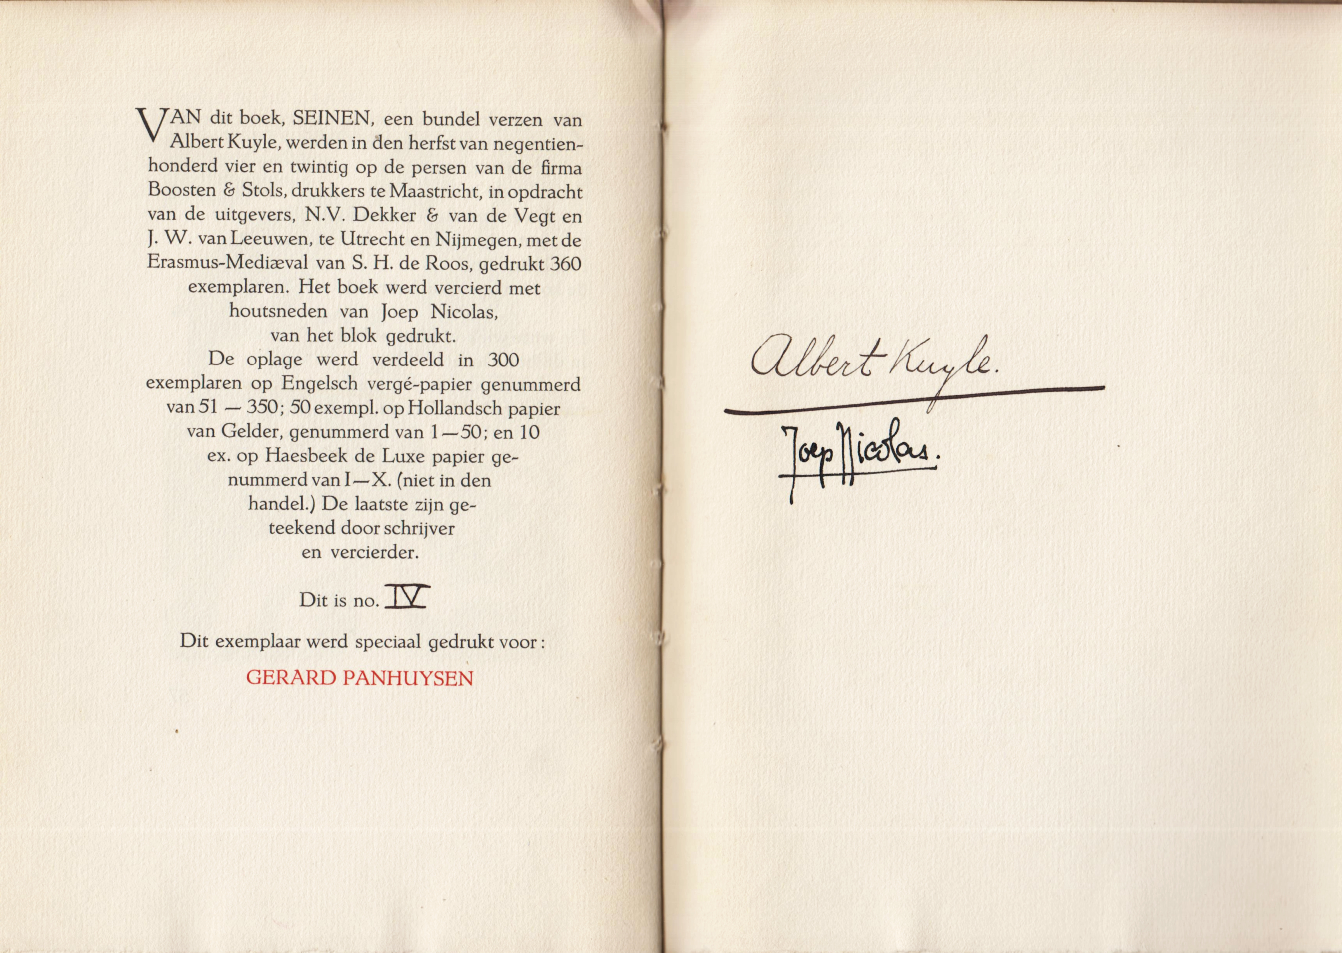 VAN dit boek, SEINEN, een bundel verzen van
Albert Kuyle, werden in den herfst van negentien-
honderd vier en twintig op de persen van de firma
Boosten & Stols, drukkers te Maastricht, in opdracht
van de uitgevers, N.V. Dekker & van de Vegt en
J. W. van Leeuwen, te Utrecht en Nijmegen, met de
Erasmus-Mediæval van S. H. de Roos, gedrukt 360
exemplaren. Het boek werd vercierd met
houtsneden van Joep Nicolas,
van het blok gedrukt.
De oplage werd verdeeld in 300
exemplaren op Engelsch vergé-papier genummerd
van 51 — 350; 50 exempl. op Hollandsch papier
van Gelder, genummerd van 1—50; en 10
ex. op Haesbeek de Luxe papier ge-
nummerd van I—X. (niet in den
handel.) De laatste zijn ge-
teekend door schrijver
en vercierder.
Dit is no. IV
Dit exemplaar werd speciaal gedrukt voor:
GERARD PANHUYSEN
Albert Kuyle.
Joep Nicolas.